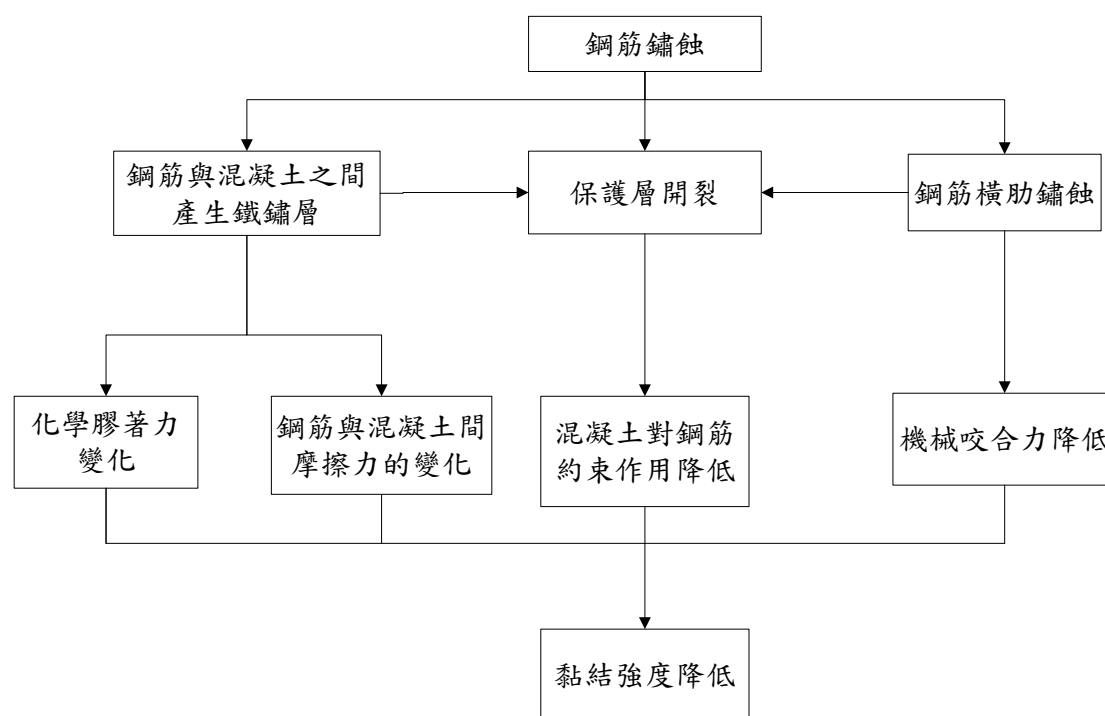 鋼筋鏽蝕
鋼筋與混凝土之間
產生鐵鏽層
保護層開裂
鋼筋橫肋鏽蝕
化學膠著力
變化
鋼筋與混凝土間
摩擦力的變化
混凝土對鋼筋
約束作用降低
機械咬合力降低
黏結強度降低